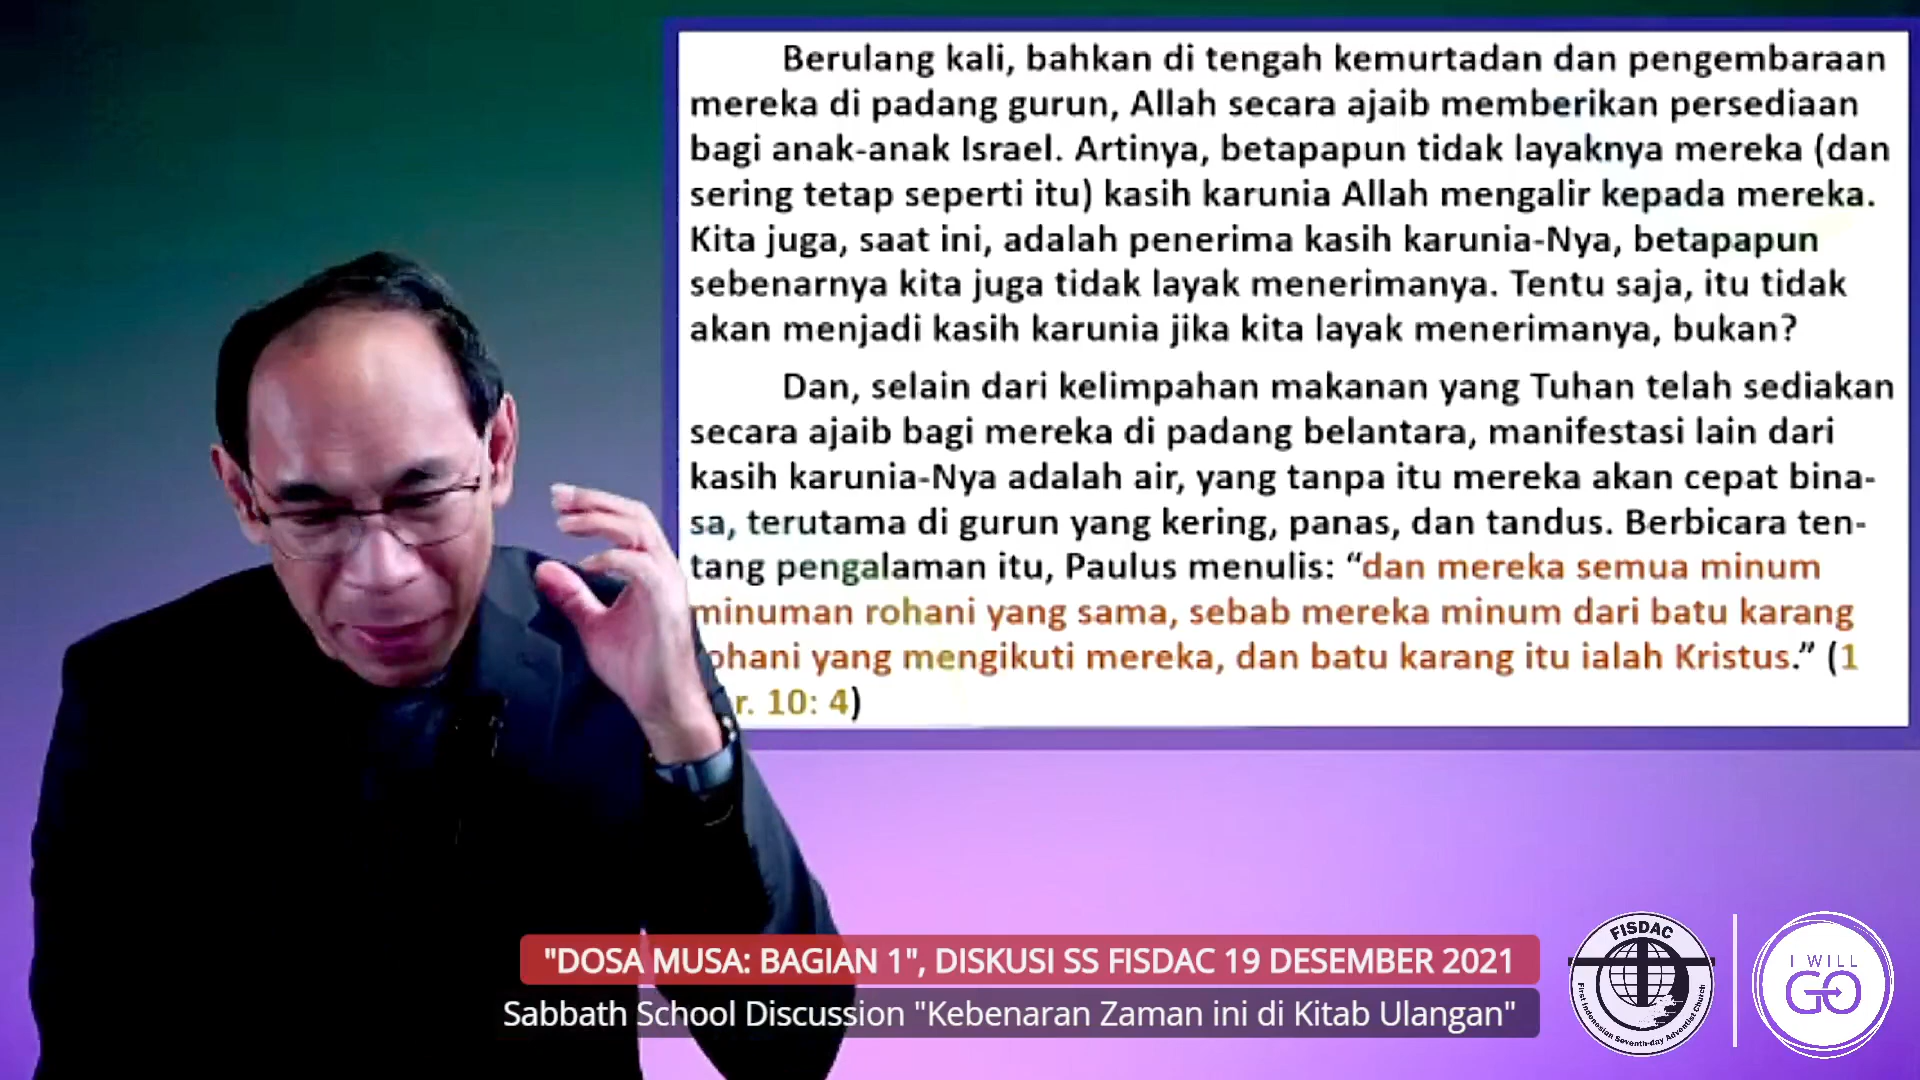 Berulang kali, bahkan di tengah kemurtadan dan pengembaraan
mereka di padang gurun, Allah secara ajaib memberikan persediaan
bagi anak-anak Israel. Artinya, betapapun tidak layaknya mereka (dan
sering tetap seperti itu) kasih karunia Allah mengalir kepada mereka.
Kita juga, saat ini, adalah penerima kasih karunia-Nya, betapapun
sebenarnya kita juga tidak layak menerimanya. Tentu saja, itu tidak
akan menjadi kasih karunia jika kita layak menerimanya, bukan?
Dan, selain dari kelimpahan makanan yang Tuhan telah sediakan
secara ajaib bagi mereka di padang belantara, manifestasi lain dari
kasih karunia-Nya adalah air, yang tanpa itu mereka akan cepat bina-
sa, terutama di gurun yang kering, panas, dan tandus. Berbicara ten-
tang pengalaman itu, Paulus menulis: “dan mereka semua minum
minuman rohani yang sama, sebab mereka minum dari batu karang
ohani yang mengikuti mereka, dan batu karang itu ialah Kristus.” (1
r. 10: 4)
"DOSA MUSA: BAGIAN 1", DISKUSI SS FISDAC 19 DESEMBER 2021
Sabbath School Discussion "Kebenaran Zaman ini di Kitab Ulangan"
FISDAC
First Indonesian Seventh-day Adventist Church
I WILL
GO